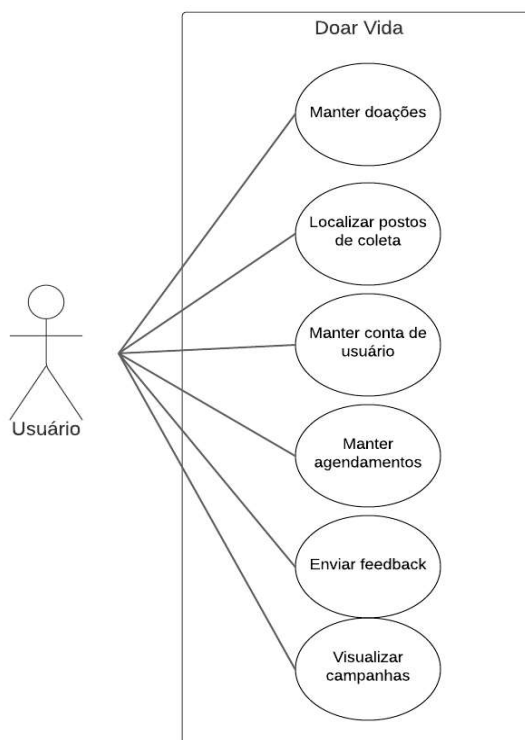 Doar Vida
Manter doações
Localizar postos
de coleta
Manter conta de
usuário
Usuário
Manter
agendamentos
Enviar feedback
Visualizar
campanhas